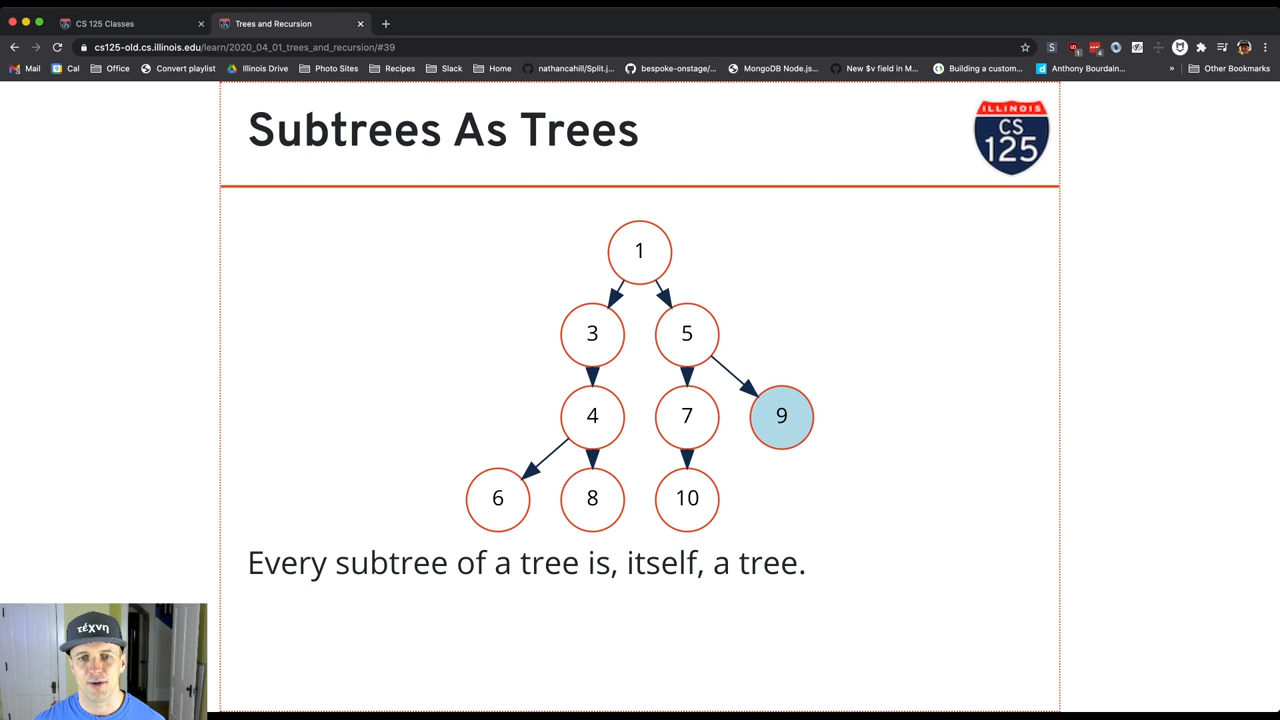 CS 125 Classes
Trees and Recursion
cs125-old.cs.illinois.edu/learn/2020_04_01_trees_and_recursion/#39
Mail
Cal
Office
Convert playlist
Illinois Drive
Photo Sites
Recipes
Slack
Home
nathancahill/Split.j...
bespoke-onstage/...
MongoDB Node.js...
New $v field in M...
Building a custom...
Anthony Bourdain...
»
Other Bookmarks
Subtrees As Trees
ILLINOIS
CS
125
1
3 5
4 7 9
6 8 10
Every subtree of a tree is, itself, a tree.
τέχνη